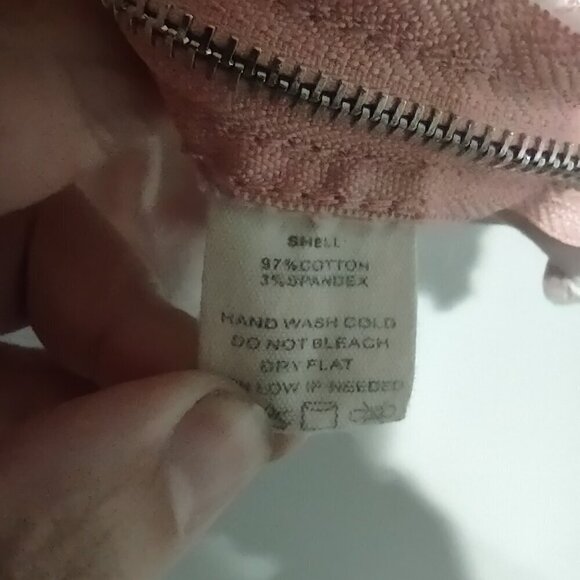 SHELL
97%COTTON
3%SPANDEX
HAND WASH COLD
DO NOT BLEACH
DRY FLAT
LOW IF NEEDED